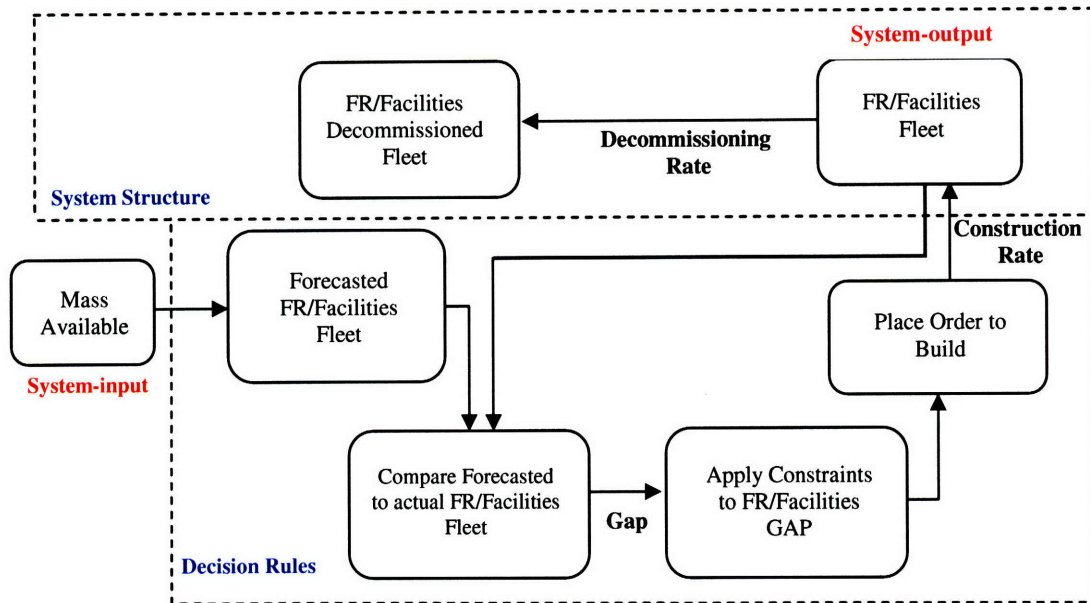 System-output
FR/Facilities
Decommissioned
Fleet
FR/Facilities
Fleet
Decommissioning
Rate
System Structure
Construction
Rate
Mass
Available
System-input
Forecasted
FR/Facilities
Fleet
Place Order to
Build
Compare Forecasted
to actual FR/Facilities
Fleet
Gap
Apply Constraints
to FR/Facilities
GAP
Decision Rules